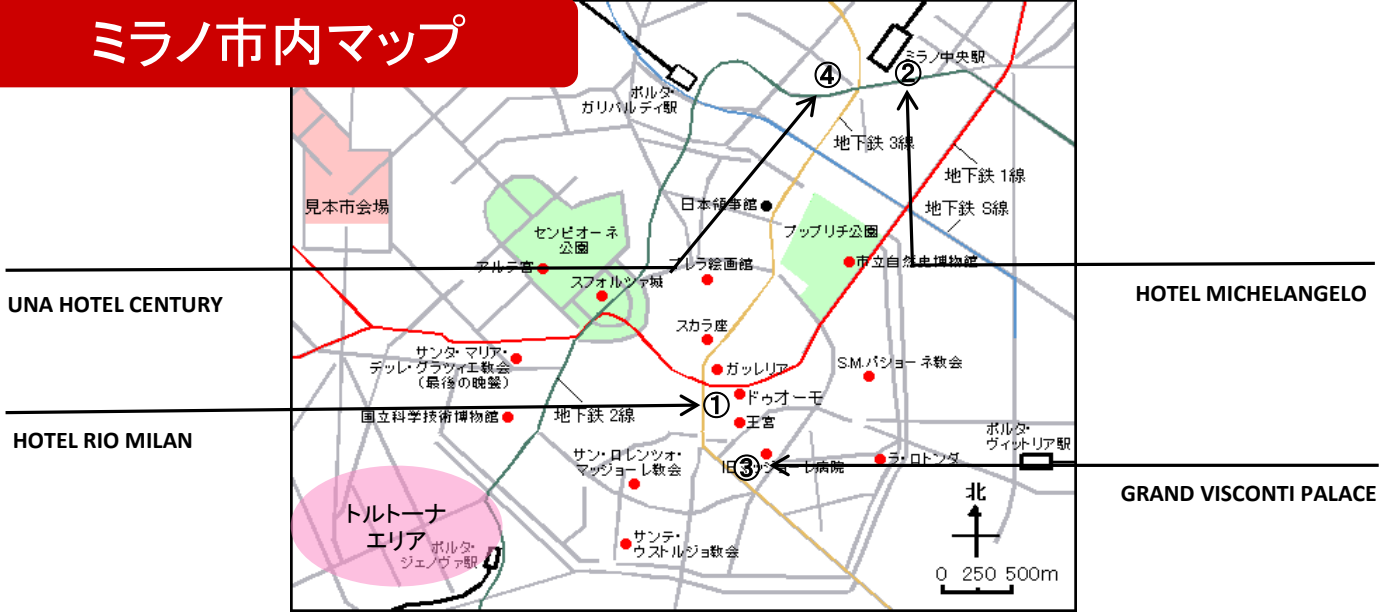 ミラノ市内マップ
④
②
ミラノ中央駅
ポルタ・
ガリバルディ駅
地下鉄 3線
地下鉄 1線
見本市会場
日本領事館
地下鉄 S線
センピオーネ
公園
プッブリチ公園
アルテ宮
ブレラ絵画館
市立自然史博物館
スフォルツァ城
UNA HOTEL CENTURY
HOTEL MICHELANGELO
スカラ座
サンタ・マリア・
デッレ・グラツィエ教会
(最後の晩餐)
ガッレリア
S.M.パショーネ教会
①
ドゥオーモ
国立科学技術博物館
地下鉄 2線
王宮
HOTEL RIO MILAN
ポルタ・
ヴィットリア駅
サン・ロレンツォ・
マッジョーレ教会
旧マッジョーレ病院
③
ラ・ロトンダ
GRAND VISCONTI PALACE
北
トルトーナ
エリア
ポルタ・
ジェノヴァ駅
サンテ・
ウストルジョ教会
0 250 500m